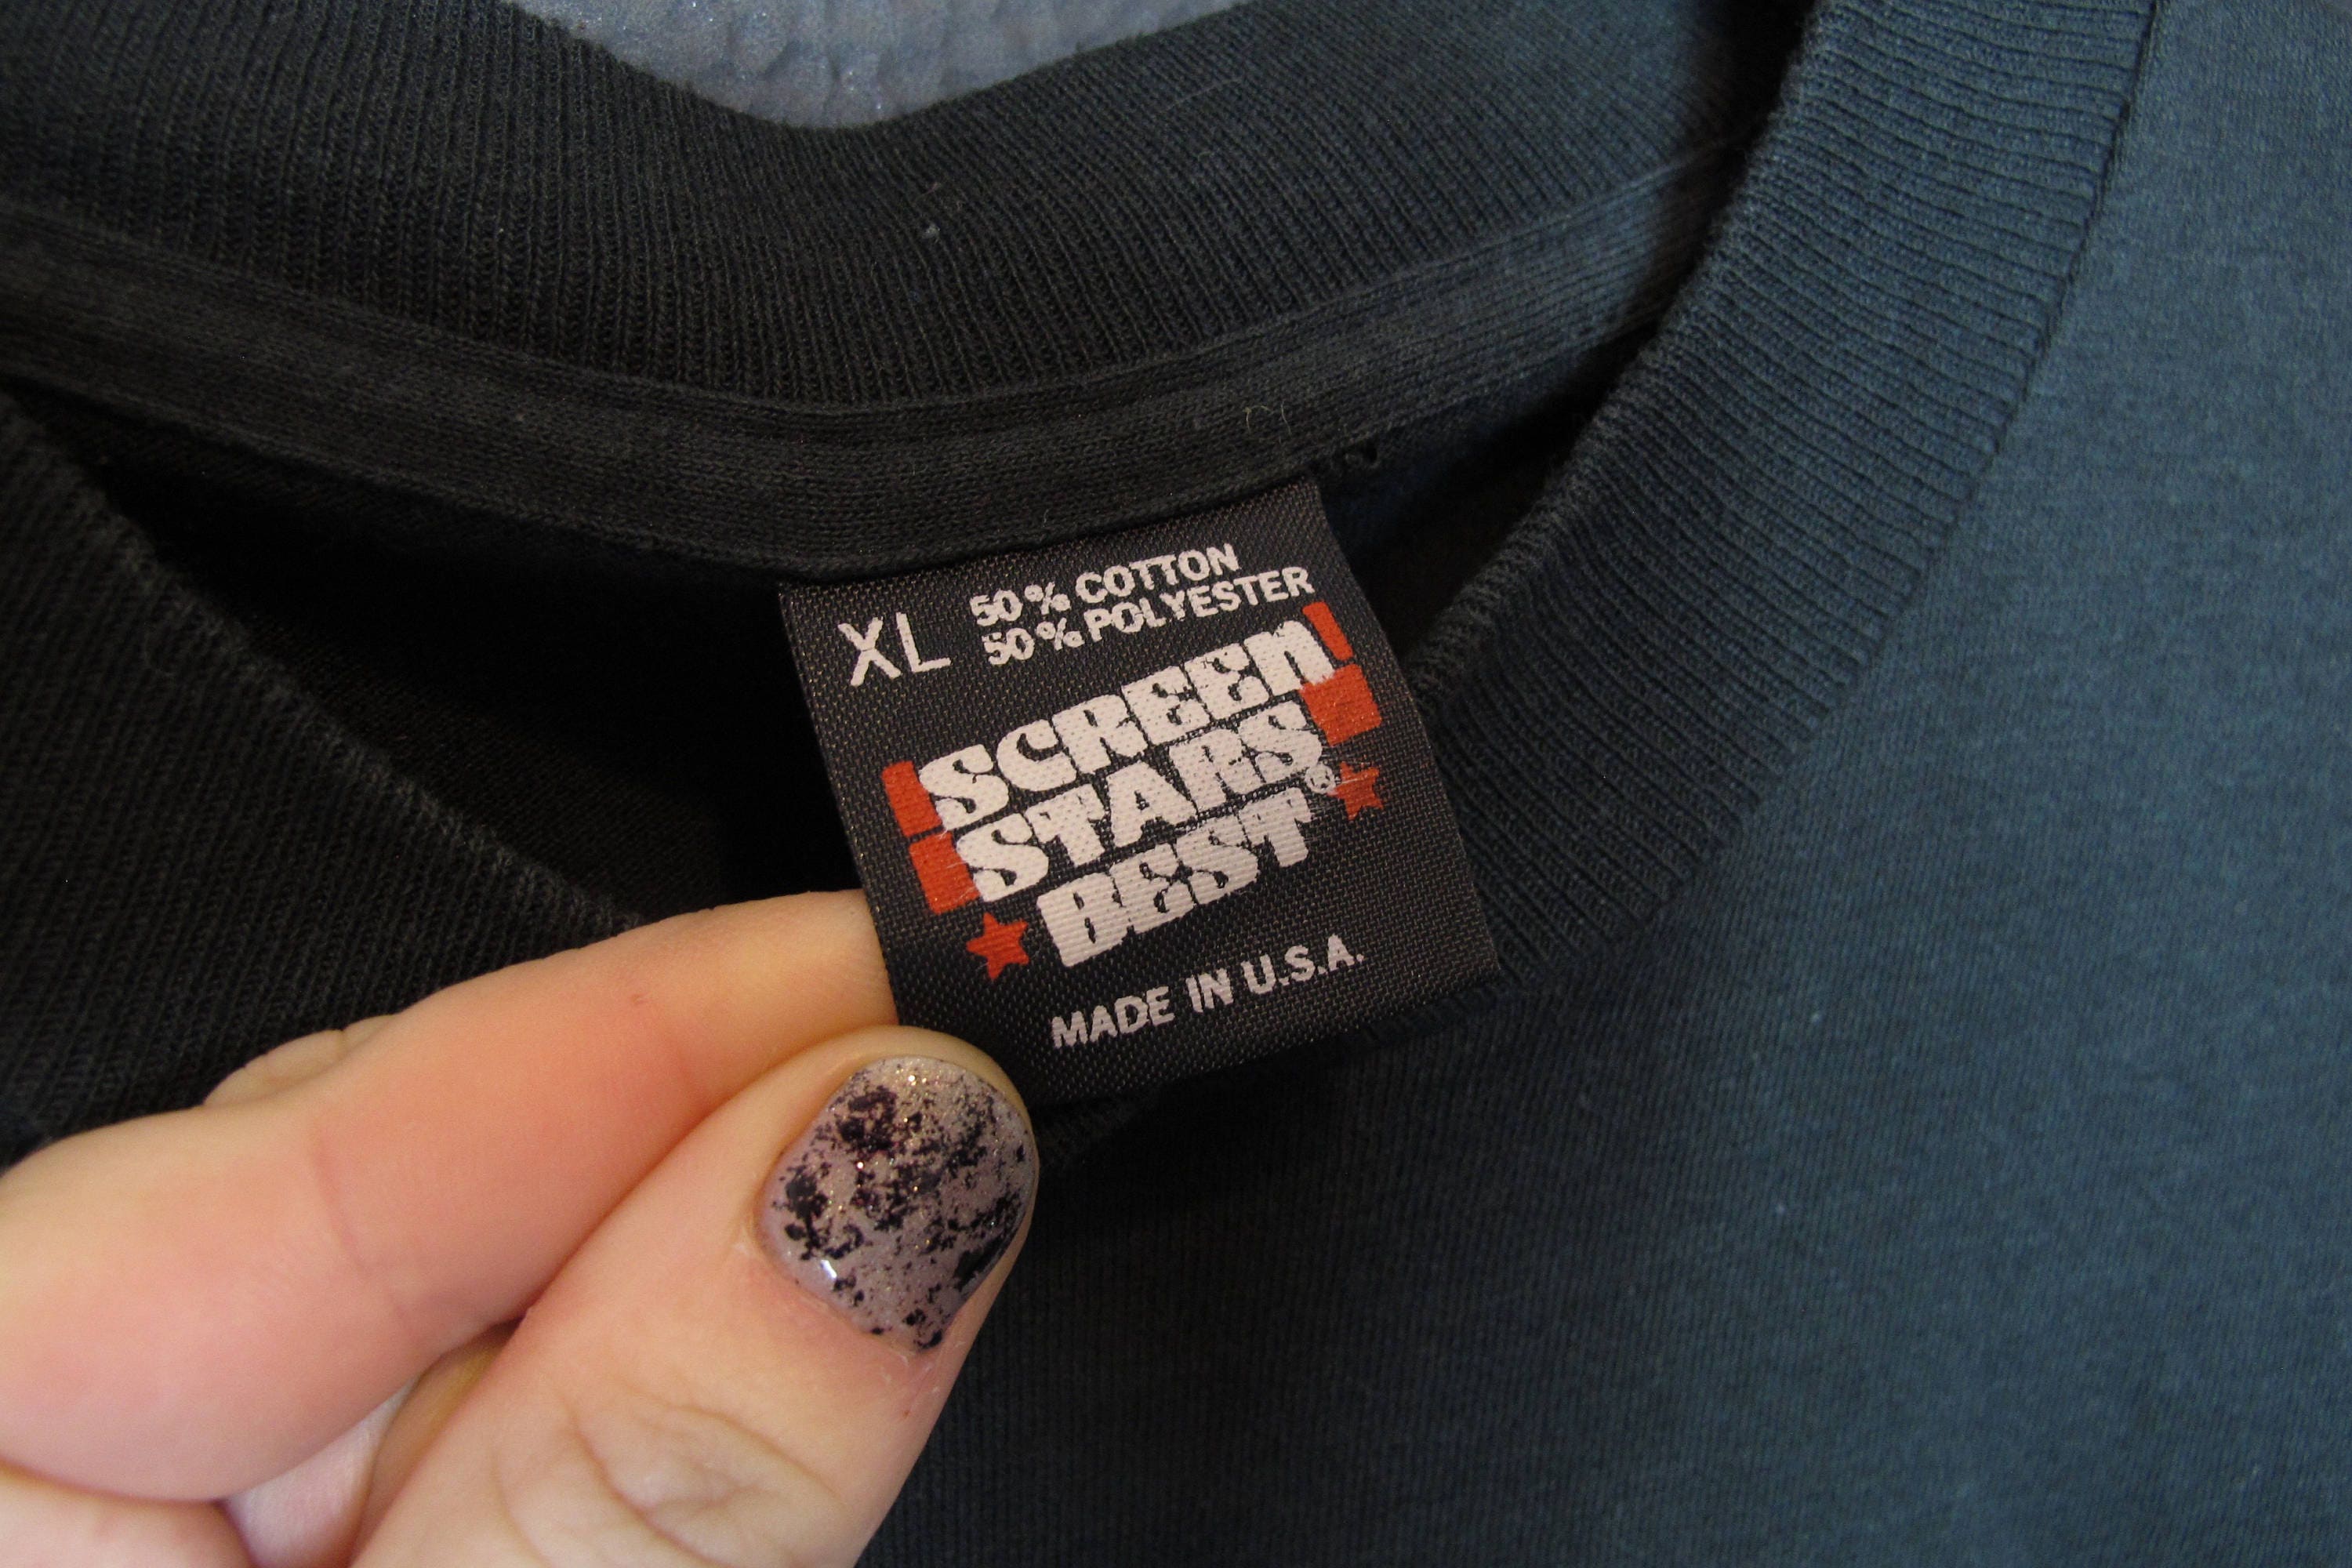 XL
50% COTTON
50% POLYESTER
SCREEN
STARS
BEST®
MADE IN U.S.A.